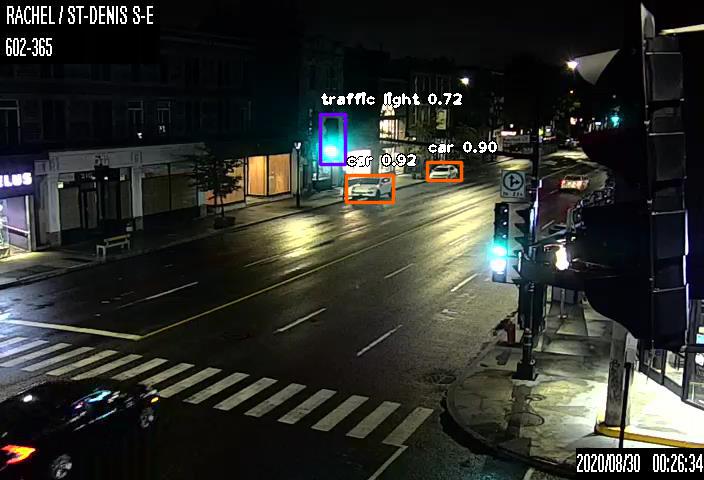 RACHEL / ST-DENIS S-E
602-365
traffic light 0.72
car 0.92
car 0.90
ELUS
2020/08/30 00:26:34